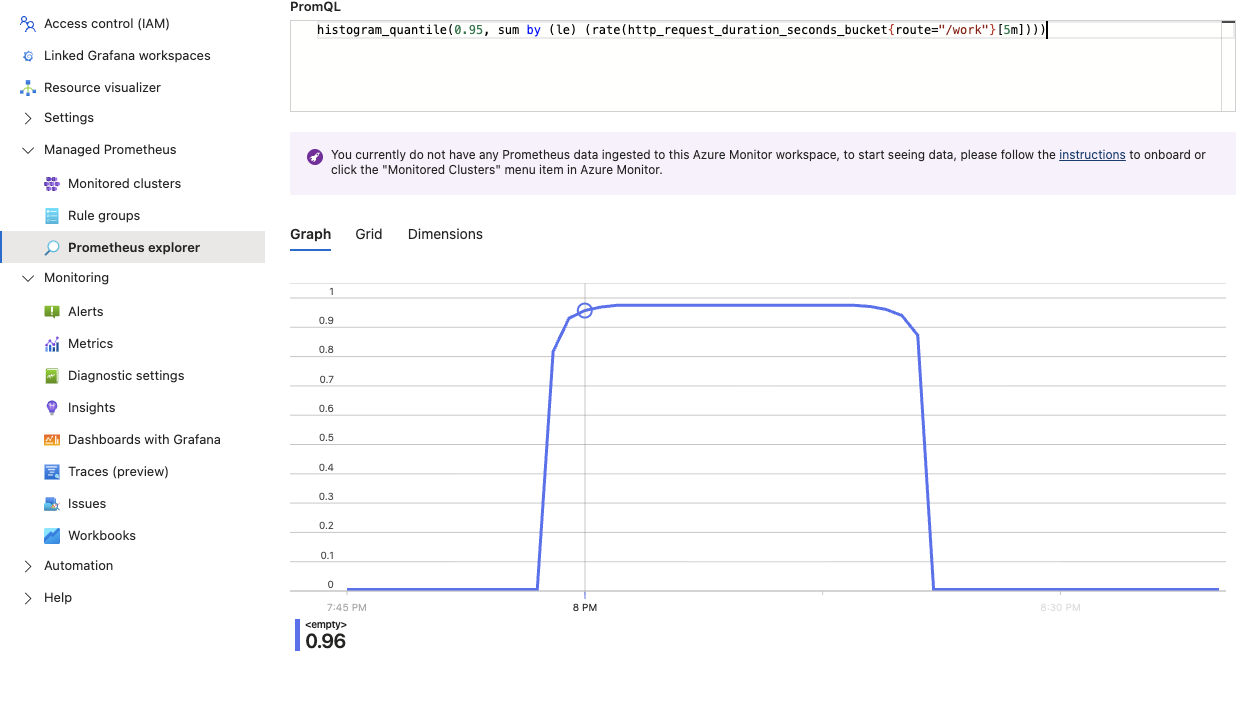 PromQL
histogram_quantile(0.95, sum by (le) (rate(http_request_duration_seconds_bucket{route="/work"}[5m])))
Access control (IAM)
Linked Grafana workspaces
Resource visualizer
Settings
Managed Prometheus
Monitored clusters
Rule groups
Prometheus explorer
Monitoring
Alerts
Metrics
Diagnostic settings
Insights
Dashboards with Grafana
Traces (preview)
Issues
Workbooks
Automation
Help
You currently do not have any Prometheus data ingested to this Azure Monitor workspace, to start seeing data, please follow the instructions to onboard or
click the "Monitored Clusters" menu item in Azure Monitor.
Graph Grid Dimensions
1
0.9
0.8
0.7
0.6
0.5
0.4
0.3
0.2
0.1
0
7:45 PM 8 PM 8:30 PM
<empty>
0.96